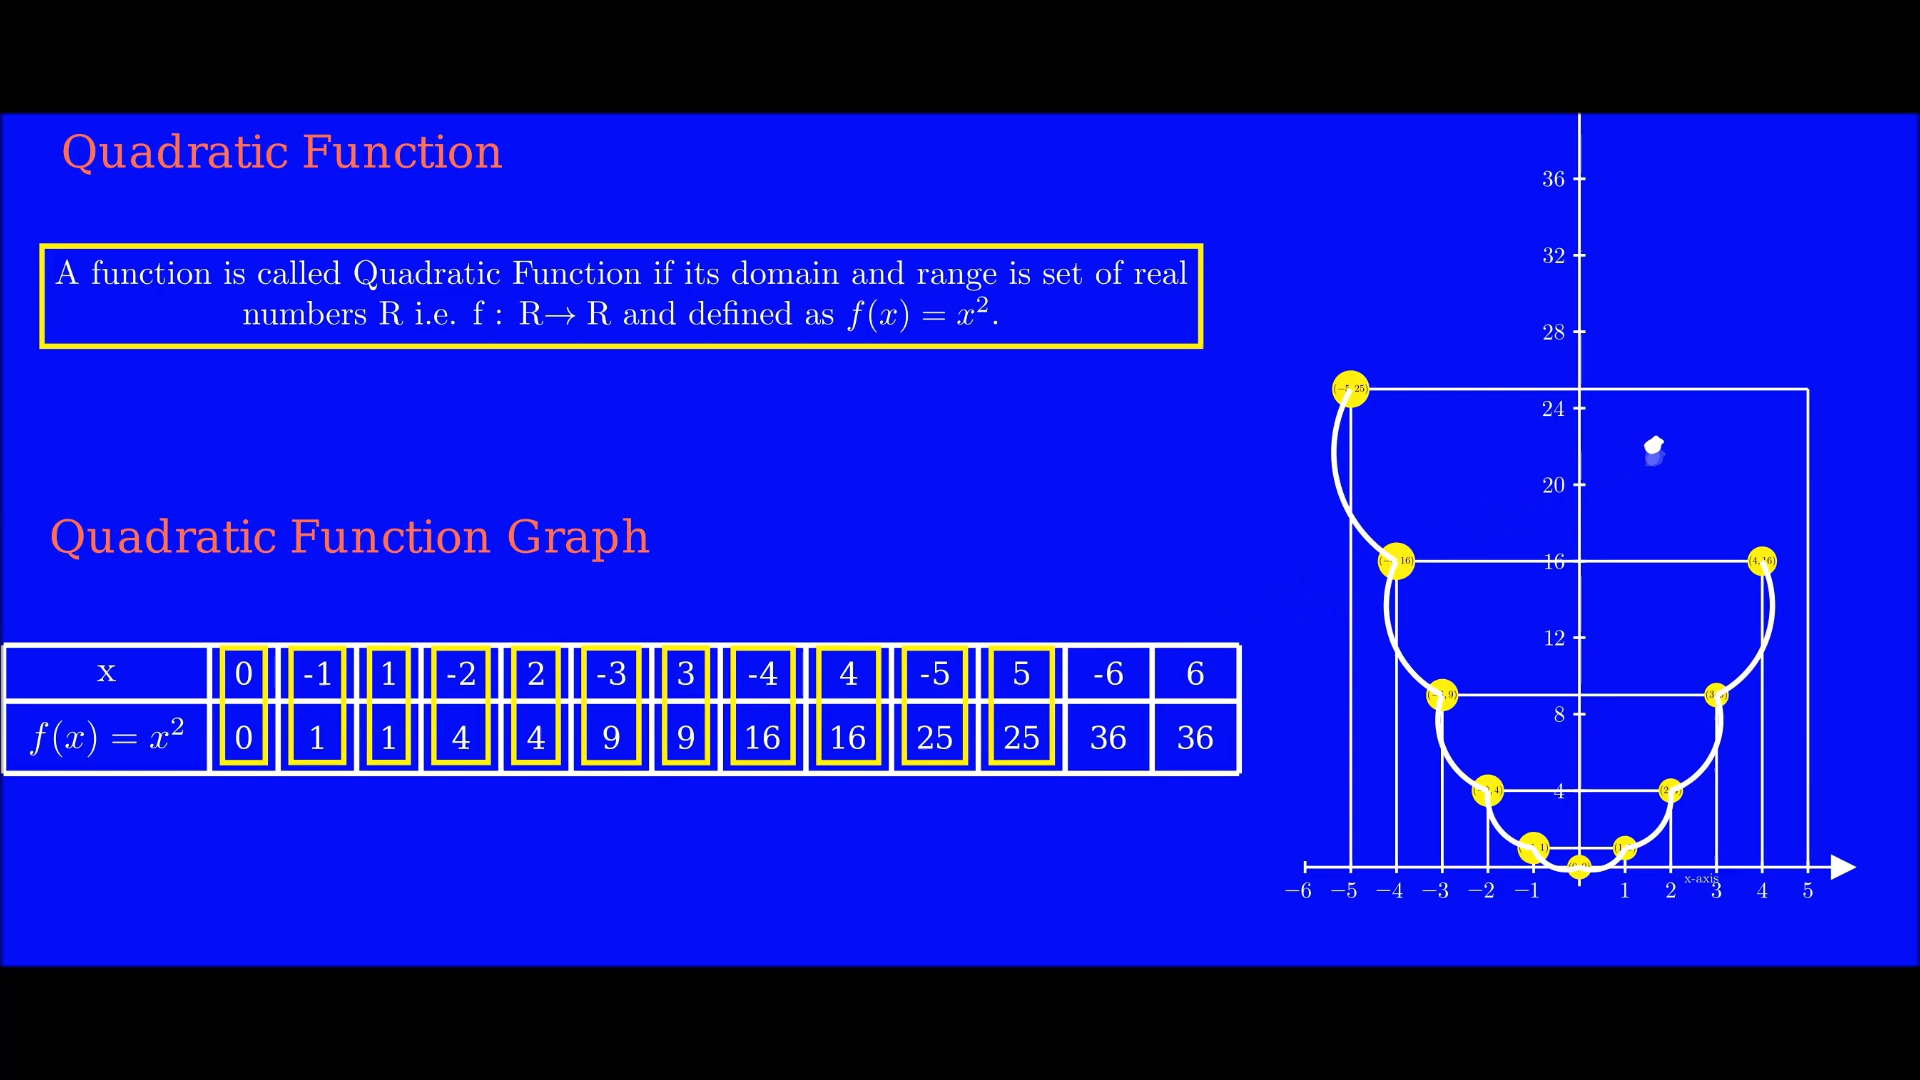 Quadratic Function
A function is called Quadratic Function if its domain and range is set of real
numbers R i.e. f : R→ R and defined as f(x) = x².
Quadratic Function Graph
x 0 -1 1 -2 2 -3 3 -4 4 -5 5 -6 6
f(x) = x² 0 1 1 4 4 9 9 16 16 25 25 36 36
36
32
28
24
20
16
12
8
4
−6 −5 −4 −3 −2 −1 1 2 3 4 5
x-axis